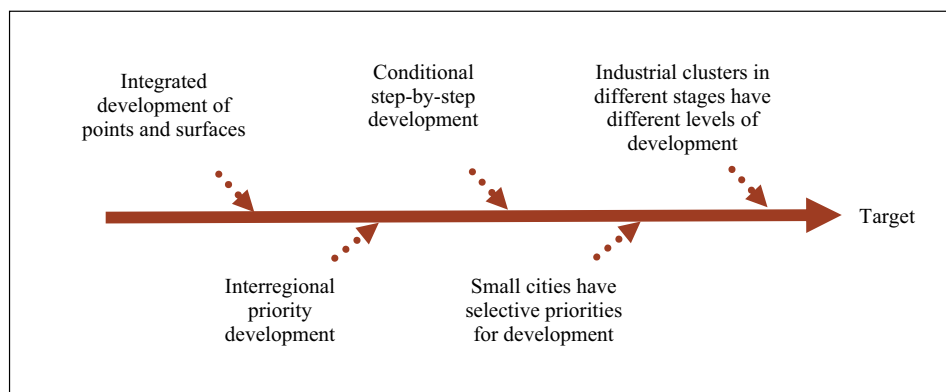 Integrated
development of
points and surfaces
Conditional
step-by-step
development
Industrial clusters in
different stages have
different levels of
development
Target
Interregional
priority
development
Small cities have
selective priorities
for development